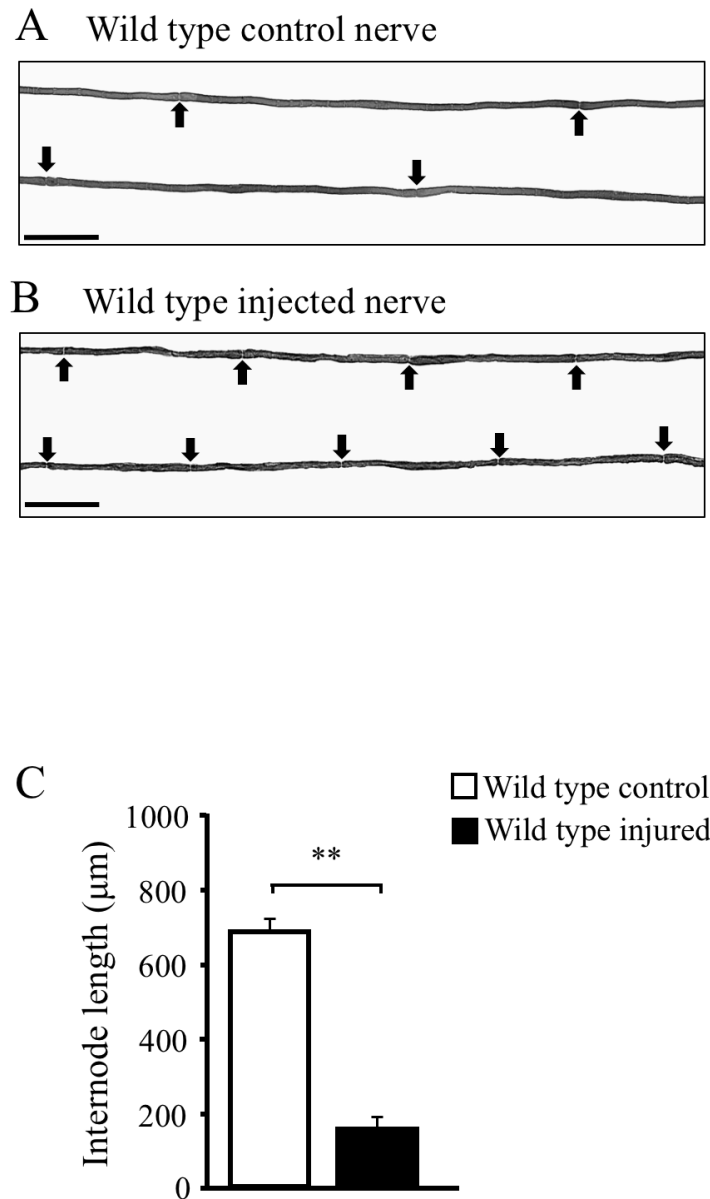 A Wild type control nerve
B Wild type injected nerve
C
Wild type control
Wild type injured
Internode length (μm)
1000
800
600
400
200
0
**